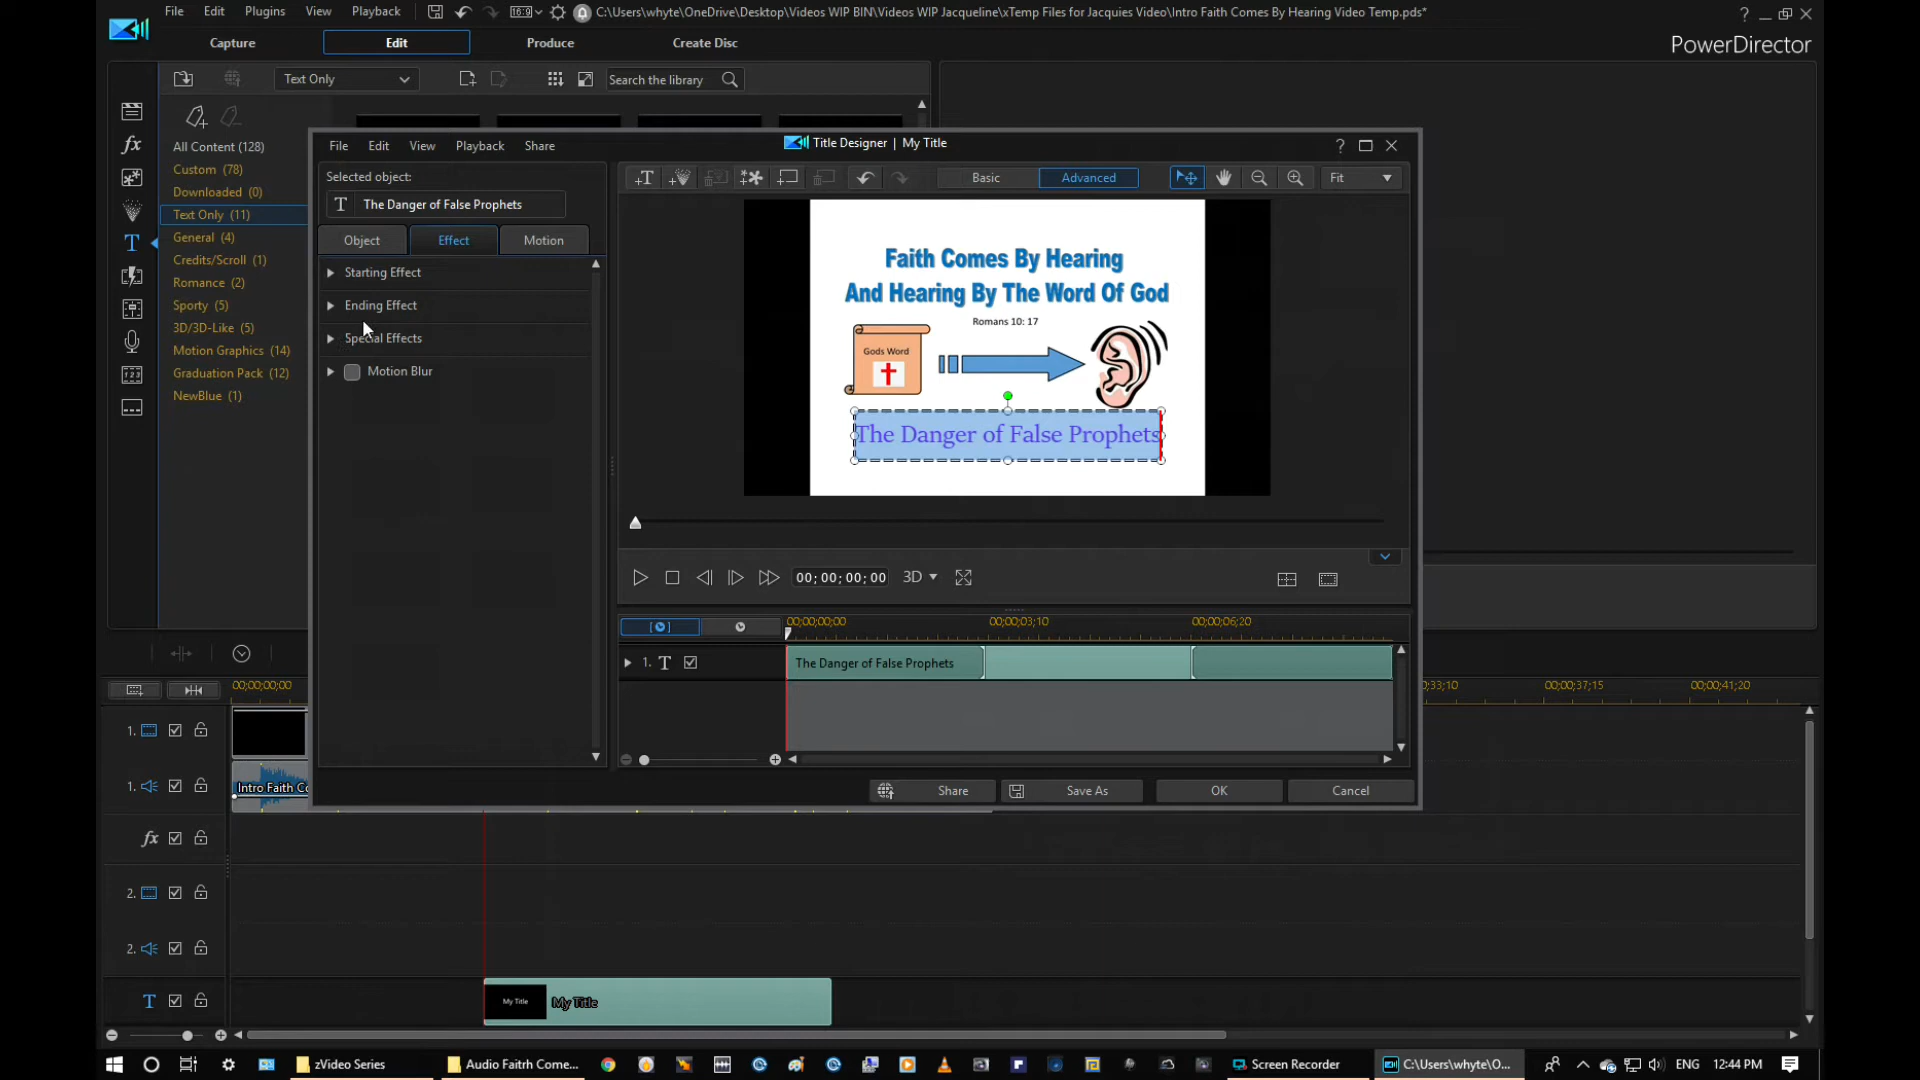 File Edit Plugins View Playback 16:9 C:\Users\whyte\OneDrive\Desktop\Videos WIP BIN\Videos WIP Jacqueline\xTemp Files for Jacquies Video\Intro Faith Comes By Hearing Video Temp.pds* ?
Capture Edit Produce Create Disc PowerDirector
Text Only Search the library
All Content (128)
Custom (78)
Downloaded (0)
Text Only (11)
General (4)
Credits/Scroll (1)
Romance (2)
Sporty (5)
3D/3D-Like (5)
Motion Graphics (14)
Graduation Pack (12)
NewBlue (1)
Title Designer | My Title ?
File Edit View Playback Share
Selected object:
T The Danger of False Prophets
Basic Advanced Fit
Object Effect Motion
Starting Effect
Ending Effect
Special Effects
Motion Blur
Faith Comes By Hearing
And Hearing By The Word Of God
Romans 10: 17
Gods Word
The Danger of False Prophets
00;00;00;00 3D
00;00;00;00 00;00;03;10 00;00;06;20
1. T The Danger of False Prophets
Share Save As OK Cancel
00;00;00;00 33;10 00;00;37;15 00;00;41;20
1.
1. Intro Faith Co
fx
2.
2.
T My Title My Title
zVideo Series Audio Faitrh Come... Screen Recorder C:\Users\whyte\O... ENG 12:44 PM